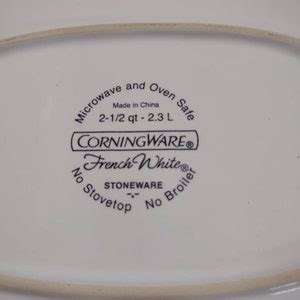 Microwave and Oven Safe
Made in China
2-1/2 qt - 2.3 L
CORNINGWARE®
French White®
STONEWARE
No Stovetop No Broiler